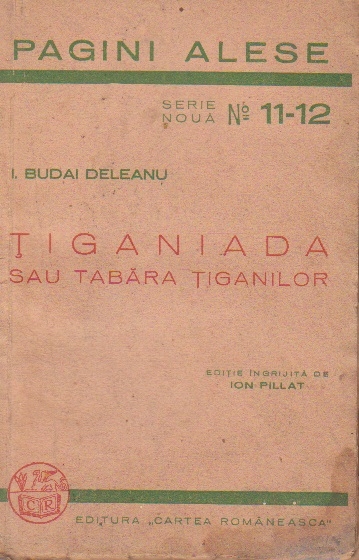 PAGINI ALESE
SERIE
NOUĂ Nº 11-12
I. BUDAI DELEANU
ŢIGANIADA
SAU TABĂRA ŢIGANILOR
EDIŢIE ÎNGRIJITĂ DE
ION PILLAT
C R
EDITURA „CARTEA ROMÂNEASCA"